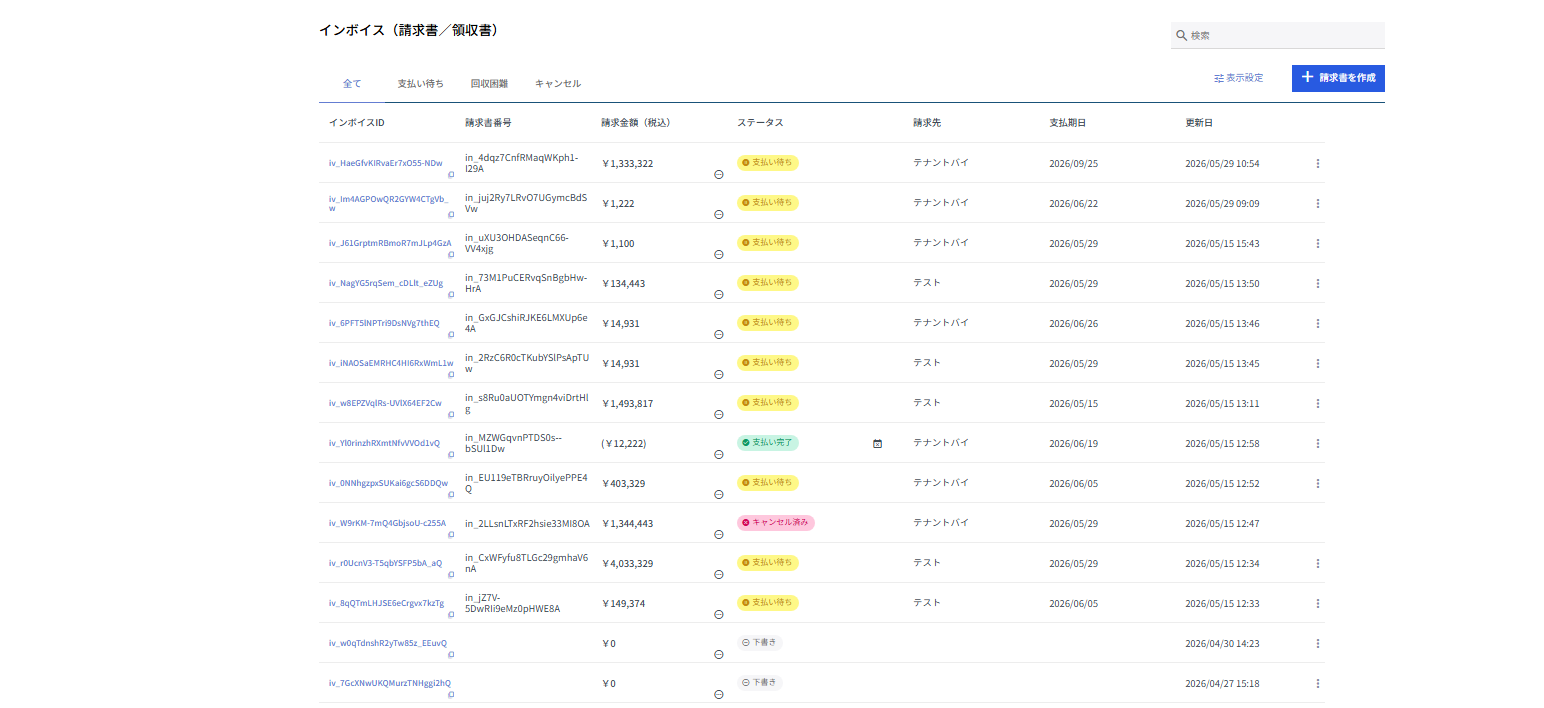 インボイス（請求書／領収書）
検索
全て 支払い待ち 回収困難 キャンセル 表示設定 請求書を作成
インボイスID 請求書番号 請求金額（税込） ステータス 請求先 支払期日 更新日
iv_HaeGfvKIRvaEr7xO55-NDw in_4dqz7CnfRMaqWKph1-I29A ￥1,333,322 支払い待ち テナントバイ 2026/09/25 2026/05/29 10:54
iv_Im4AGPOwQR2GYW4CTgVb_w in_juj2Ry7LRvO7UGymcBdSVw ￥1,222 支払い待ち テナントバイ 2026/06/22 2026/05/29 09:09
iv_J61GrptmRBmoR7mJLp4GzA in_uXU3OHDASeqnC66-VV4xjg ￥1,100 支払い待ち テナントバイ 2026/05/29 2026/05/15 15:43
iv_NagYG5rqSem_cDLIt_eZUg in_73M1PuCERvqSnBgbHw-HrA ￥134,443 支払い待ち テスト 2026/05/29 2026/05/15 13:50
iv_6PFT5lNPTri9DsNVg7thEQ in_GxGJCshiRJKE6LMXUp6e4A ￥14,931 支払い待ち テナントバイ 2026/06/26 2026/05/15 13:46
iv_iNAOSaEMRHC4HI6RxWmL1w in_2RzC6R0cTKubYSlPsApTUw ￥14,931 支払い待ち テスト 2026/05/29 2026/05/15 13:45
iv_w8EPZVqlRs-UVlX64EF2Cw in_s8Ru0aUOTYmgn4viDrtHlg ￥1,493,817 支払い待ち テスト 2026/05/15 2026/05/15 13:11
iv_Yl0rinzhRXmtNfvVVOd1vQ in_MZWGqvnPTDS0s--bSUI1Dw (￥12,222) 支払い完了 テナントバイ 2026/06/19 2026/05/15 12:58
iv_0NNhgzpxSUKai6gcS6DDQw in_EU119eTBRruyOilyePPE4Q ￥403,329 支払い待ち テナントバイ 2026/06/05 2026/05/15 12:52
iv_W9rKM-7mQ4GbjsoU-c255A in_2LLsnLTxRF2hsie33MI8OA ￥1,344,443 キャンセル済み テナントバイ 2026/05/29 2026/05/15 12:47
iv_r0UcnV3-T5qbYSFP5bA_aQ in_CxWFyfu8TLGc29gmhaV6nA ￥4,033,329 支払い待ち テスト 2026/05/29 2026/05/15 12:34
iv_8qQTmLHJSE6eCrgvx7kzTg in_jZ7V-5DwRIi9eMz0pHWE8A ￥149,374 支払い待ち テスト 2026/06/05 2026/05/15 12:33
iv_w0qTdnshR2yTw85z_EEuvQ ￥0 下書き 2026/04/30 14:23
iv_7GcXNwUKQMurzTNHggi2hQ ￥0 下書き 2026/04/27 15:18